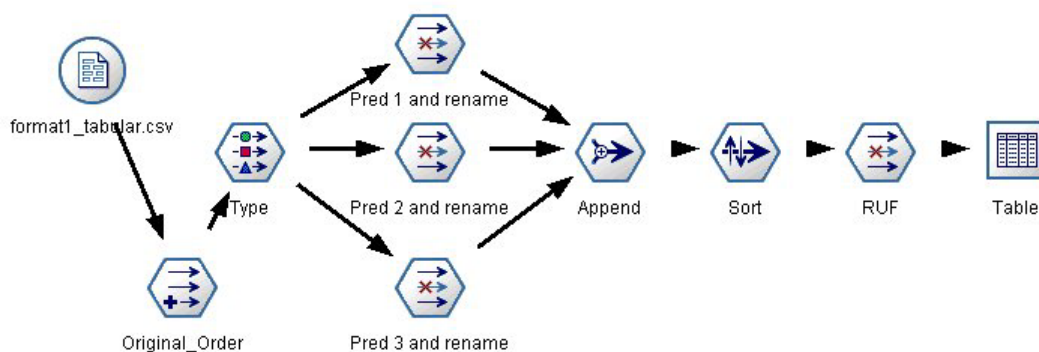 Pred 1 and rename
format1_tabular.csv
Type
Pred 2 and rename
Append
Sort
RUF
Table
Original_Order
Pred 3 and rename